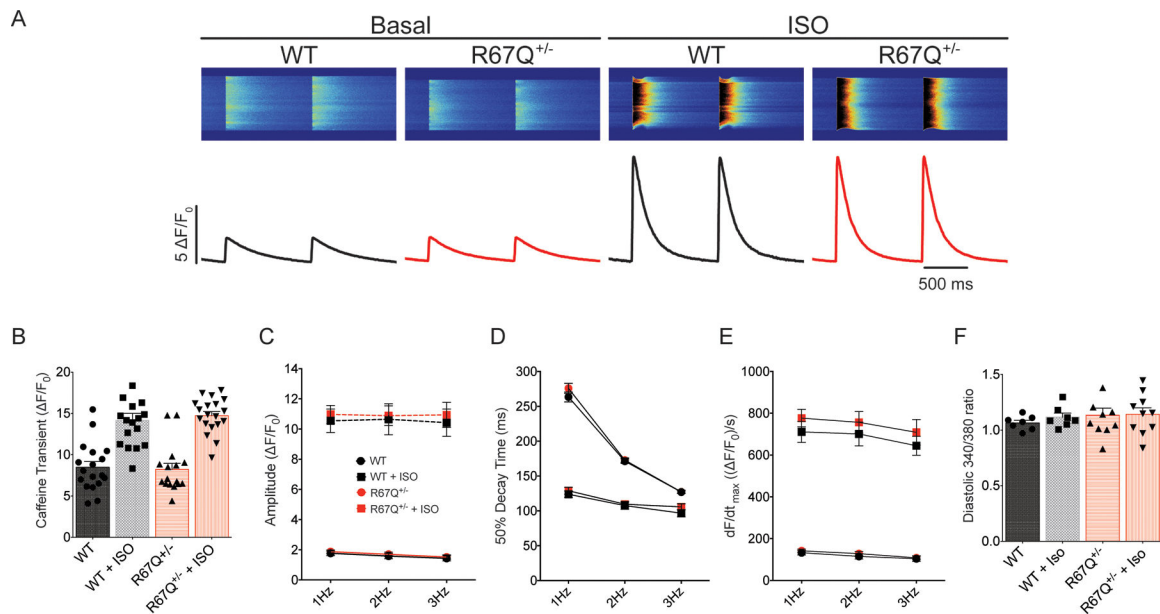 A
Basal
ISO
WT
R67Q+/-
WT
R67Q+/-
5 ΔF/F0
500 ms
B
Caffeine Transient (ΔF/F0)
20
15
10
5
0
WT
WT + ISO
R67Q+/-
R67Q+/- + ISO
C
Amplitude (ΔF/F0)
14
12
10
8
6
4
2
0
WT
WT + ISO
R67Q+/-
R67Q+/- + ISO
1Hz
2Hz
3Hz
D
50% Decay Time (ms)
300
250
200
150
100
50
0
1Hz
2Hz
3Hz
E
dF/dtmax ((ΔF/F0)/s)
1000
800
600
400
200
0
1Hz
2Hz
3Hz
F
Diastolic 340/380 ratio
1.5
1.0
0.5
0.0
WT
WT + Iso
R67Q+/-
R67Q+/- + Iso